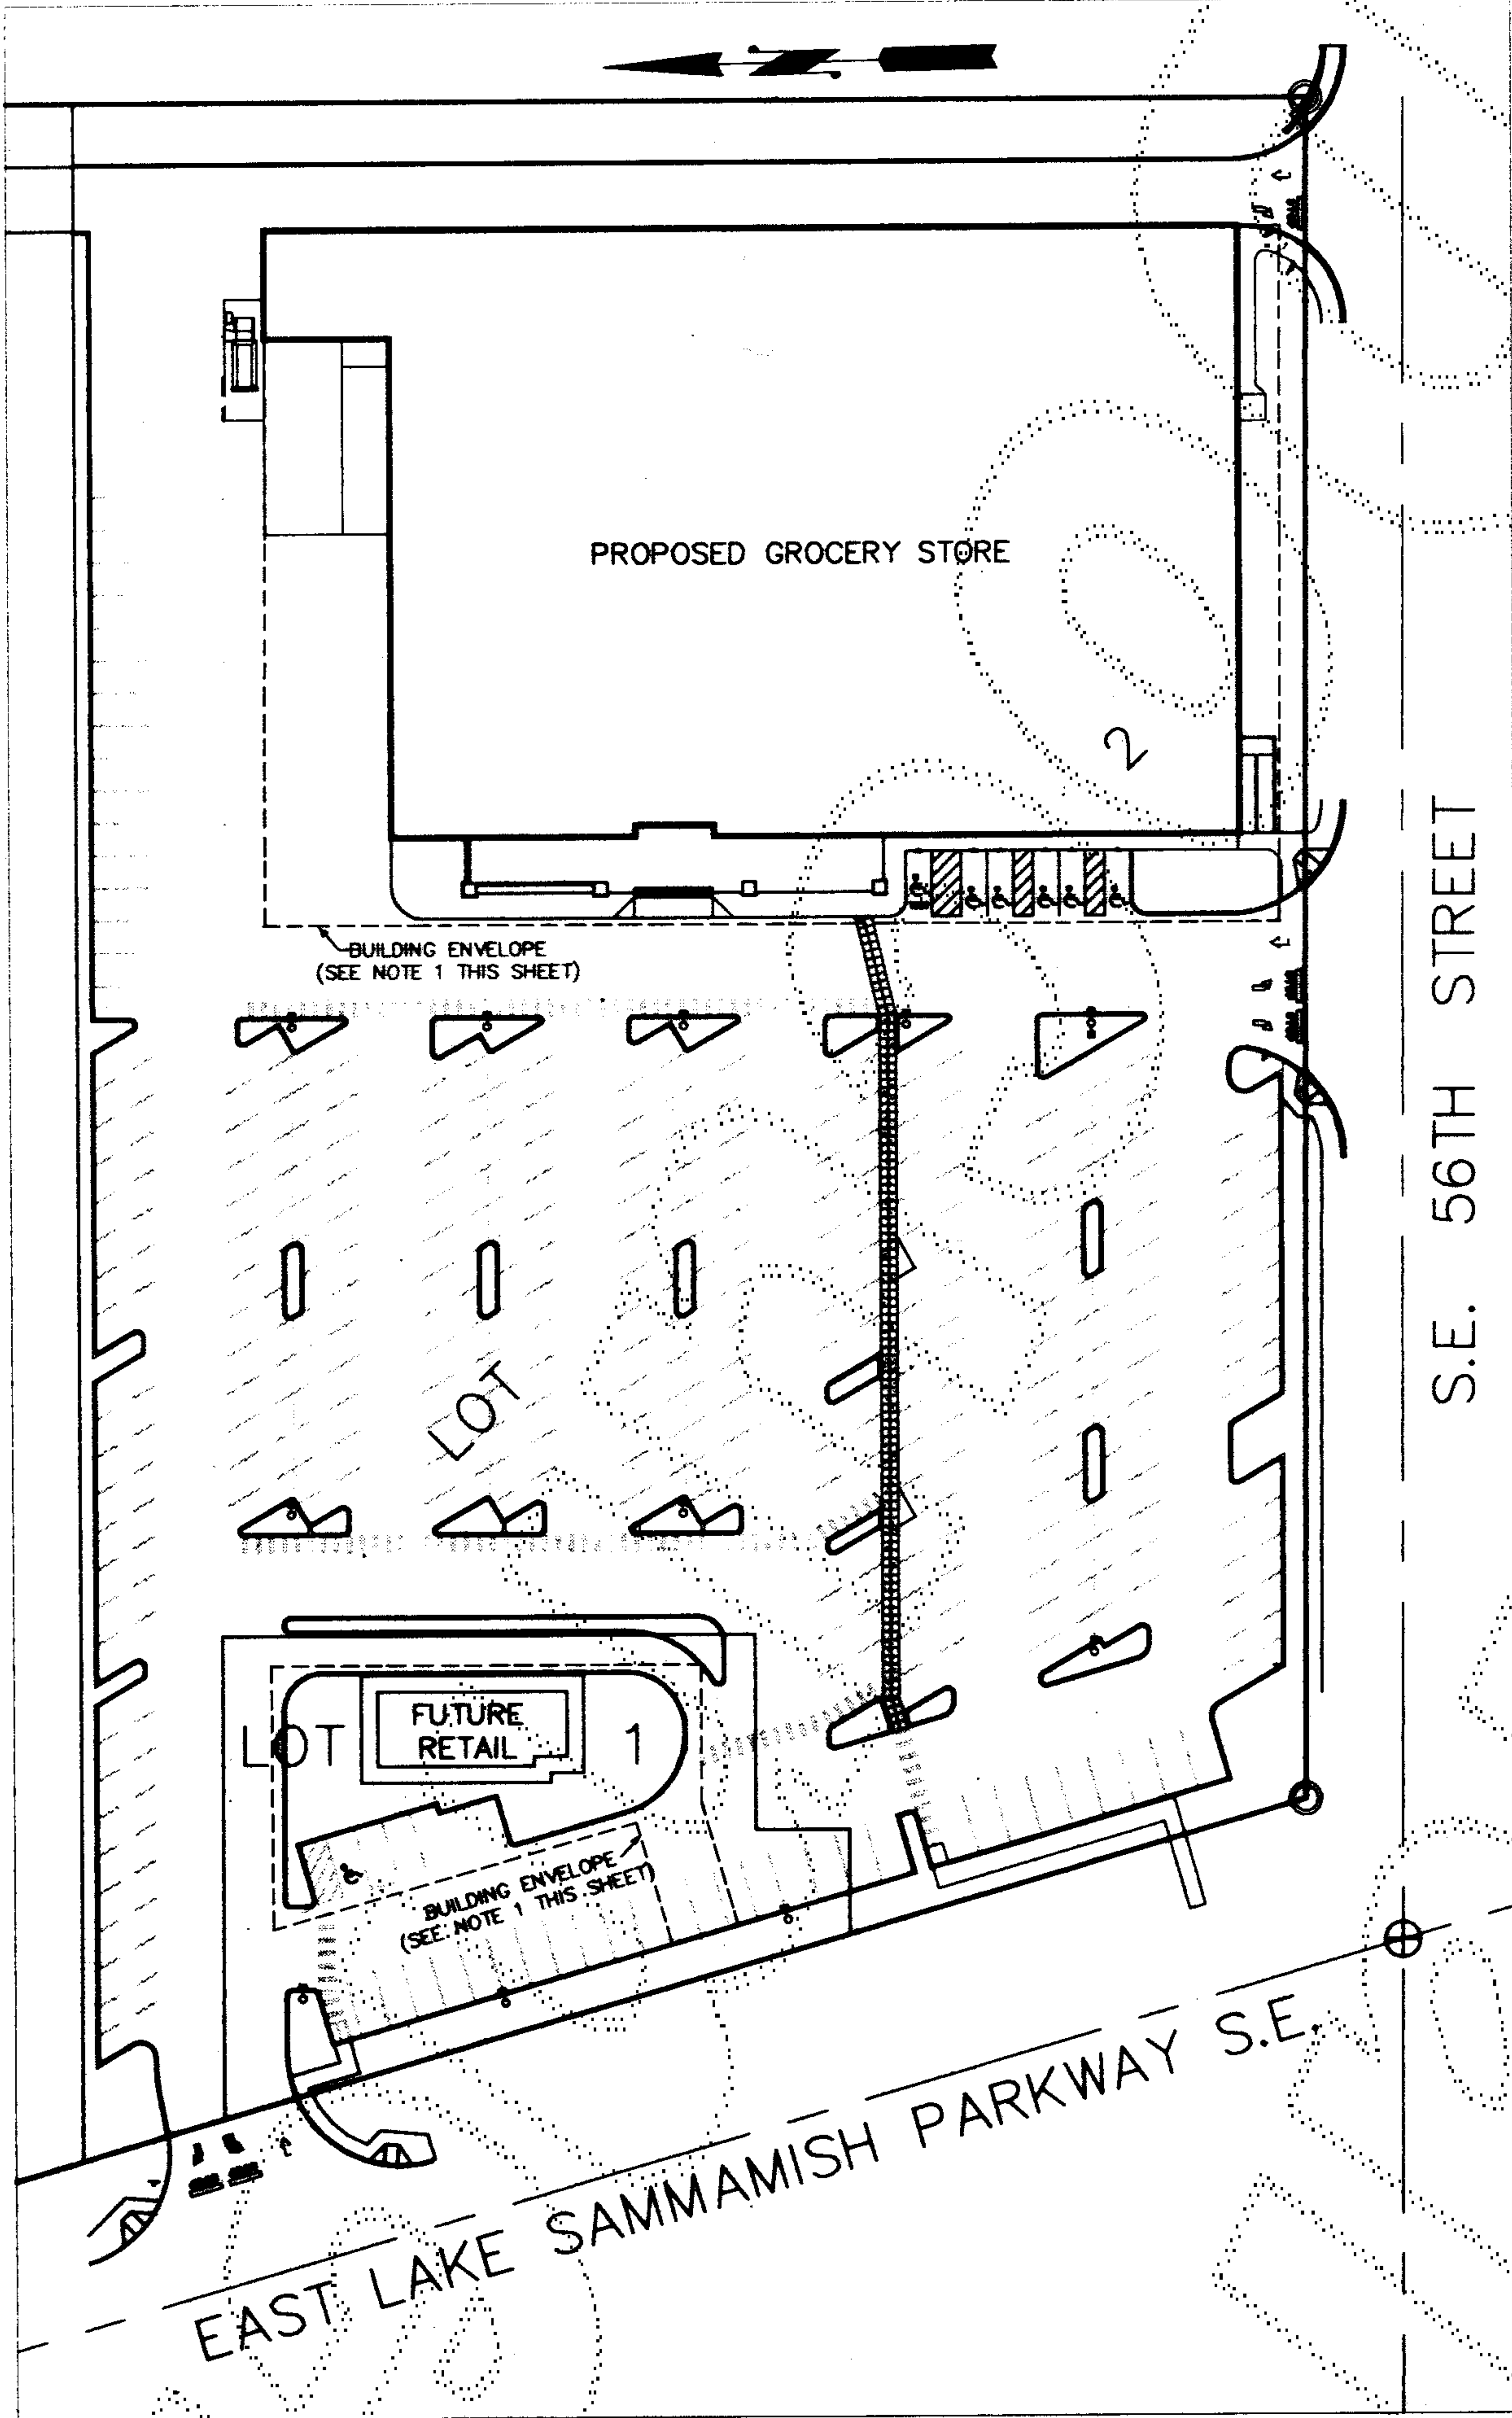 PROPOSED GROCERY STORE
2
BUILDING ENVELOPE
(SEE NOTE 1 THIS SHEET)
S.E. 56TH STREET
LOT
LOT
FUTURE
RETAIL
1
BUILDING ENVELOPE
(SEE NOTE 1 THIS SHEET)
EAST LAKE SAMMAMISH PARKWAY S.E.